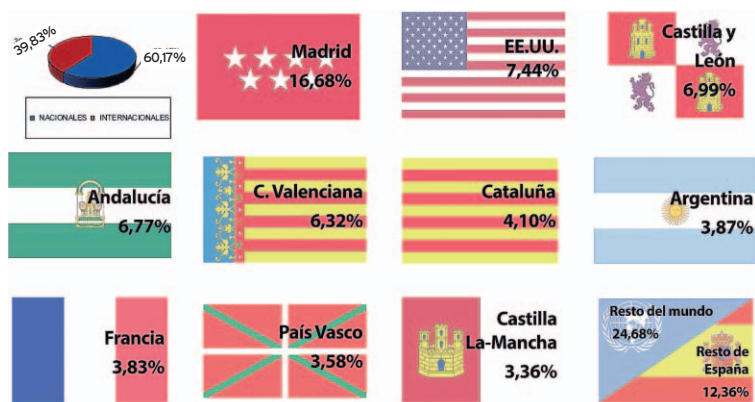 39,83%
60,17%
NACIONALES INTERNACIONALES
Madrid
16,68%
EE.UU.
7,44%
Castilla y
León
6,99%
Andalucía
6,77%
C. Valenciana
6,32%
Cataluña
4,10%
Argentina
3,87%
Francia
3,83%
País Vasco
3,58%
Castilla
La-Mancha
3,36%
Resto del mundo
24,68%
Resto de
España
12,36%